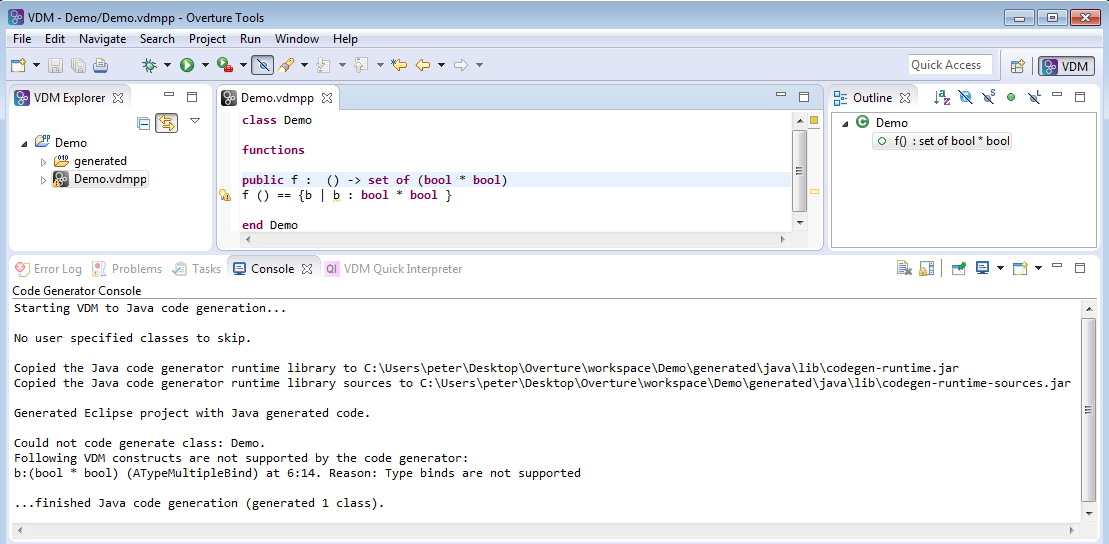 VDM - Demo/Demo.vdmpp - Overture Tools
File Edit Navigate Search Project Run Window Help
Quick Access VDM
VDM Explorer
Demo
generated
Demo.vdmpp
Demo.vdmpp
class Demo
functions
public f :  () -> set of (bool * bool)
f () == {b | b : bool * bool }
end Demo
Outline
Demo
f() : set of bool * bool
Error Log Problems Tasks Console QI VDM Quick Interpreter
Code Generator Console
Starting VDM to Java code generation...
No user specified classes to skip.
Copied the Java code generator runtime library to C:\Users\peter\Desktop\Overture\workspace\Demo\generated\java\lib\codegen-runtime.jar
Copied the Java code generator runtime library sources to C:\Users\peter\Desktop\Overture\workspace\Demo\generated\java\lib\codegen-runtime-sources.jar
Generated Eclipse project with Java generated code.
Could not code generate class: Demo.
Following VDM constructs are not supported by the code generator:
b:(bool * bool) (ATypeMultipleBind) at 6:14. Reason: Type binds are not supported
...finished Java code generation (generated 1 class).